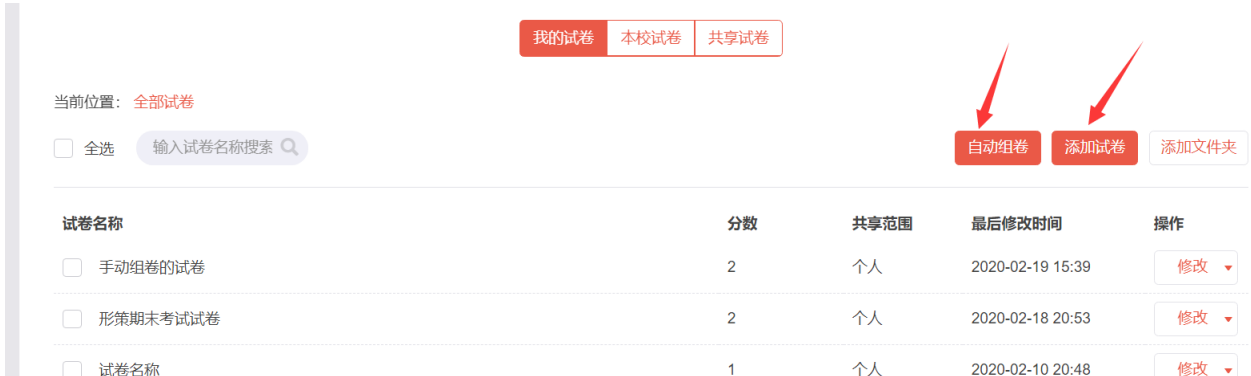 我的试卷 本校试卷 共享试卷
当前位置： 全部试卷
全选 输入试卷名称搜素 自动组卷 添加试卷 添加文件夹
试卷名称 分数 共享范围 最后修改时间 操作
手动组卷的试卷 2 个人 2020-02-19 15:39 修改
形策期末考试试卷 2 个人 2020-02-18 20:53 修改
试卷名称 1 个人 2020-02-10 20:48 修改